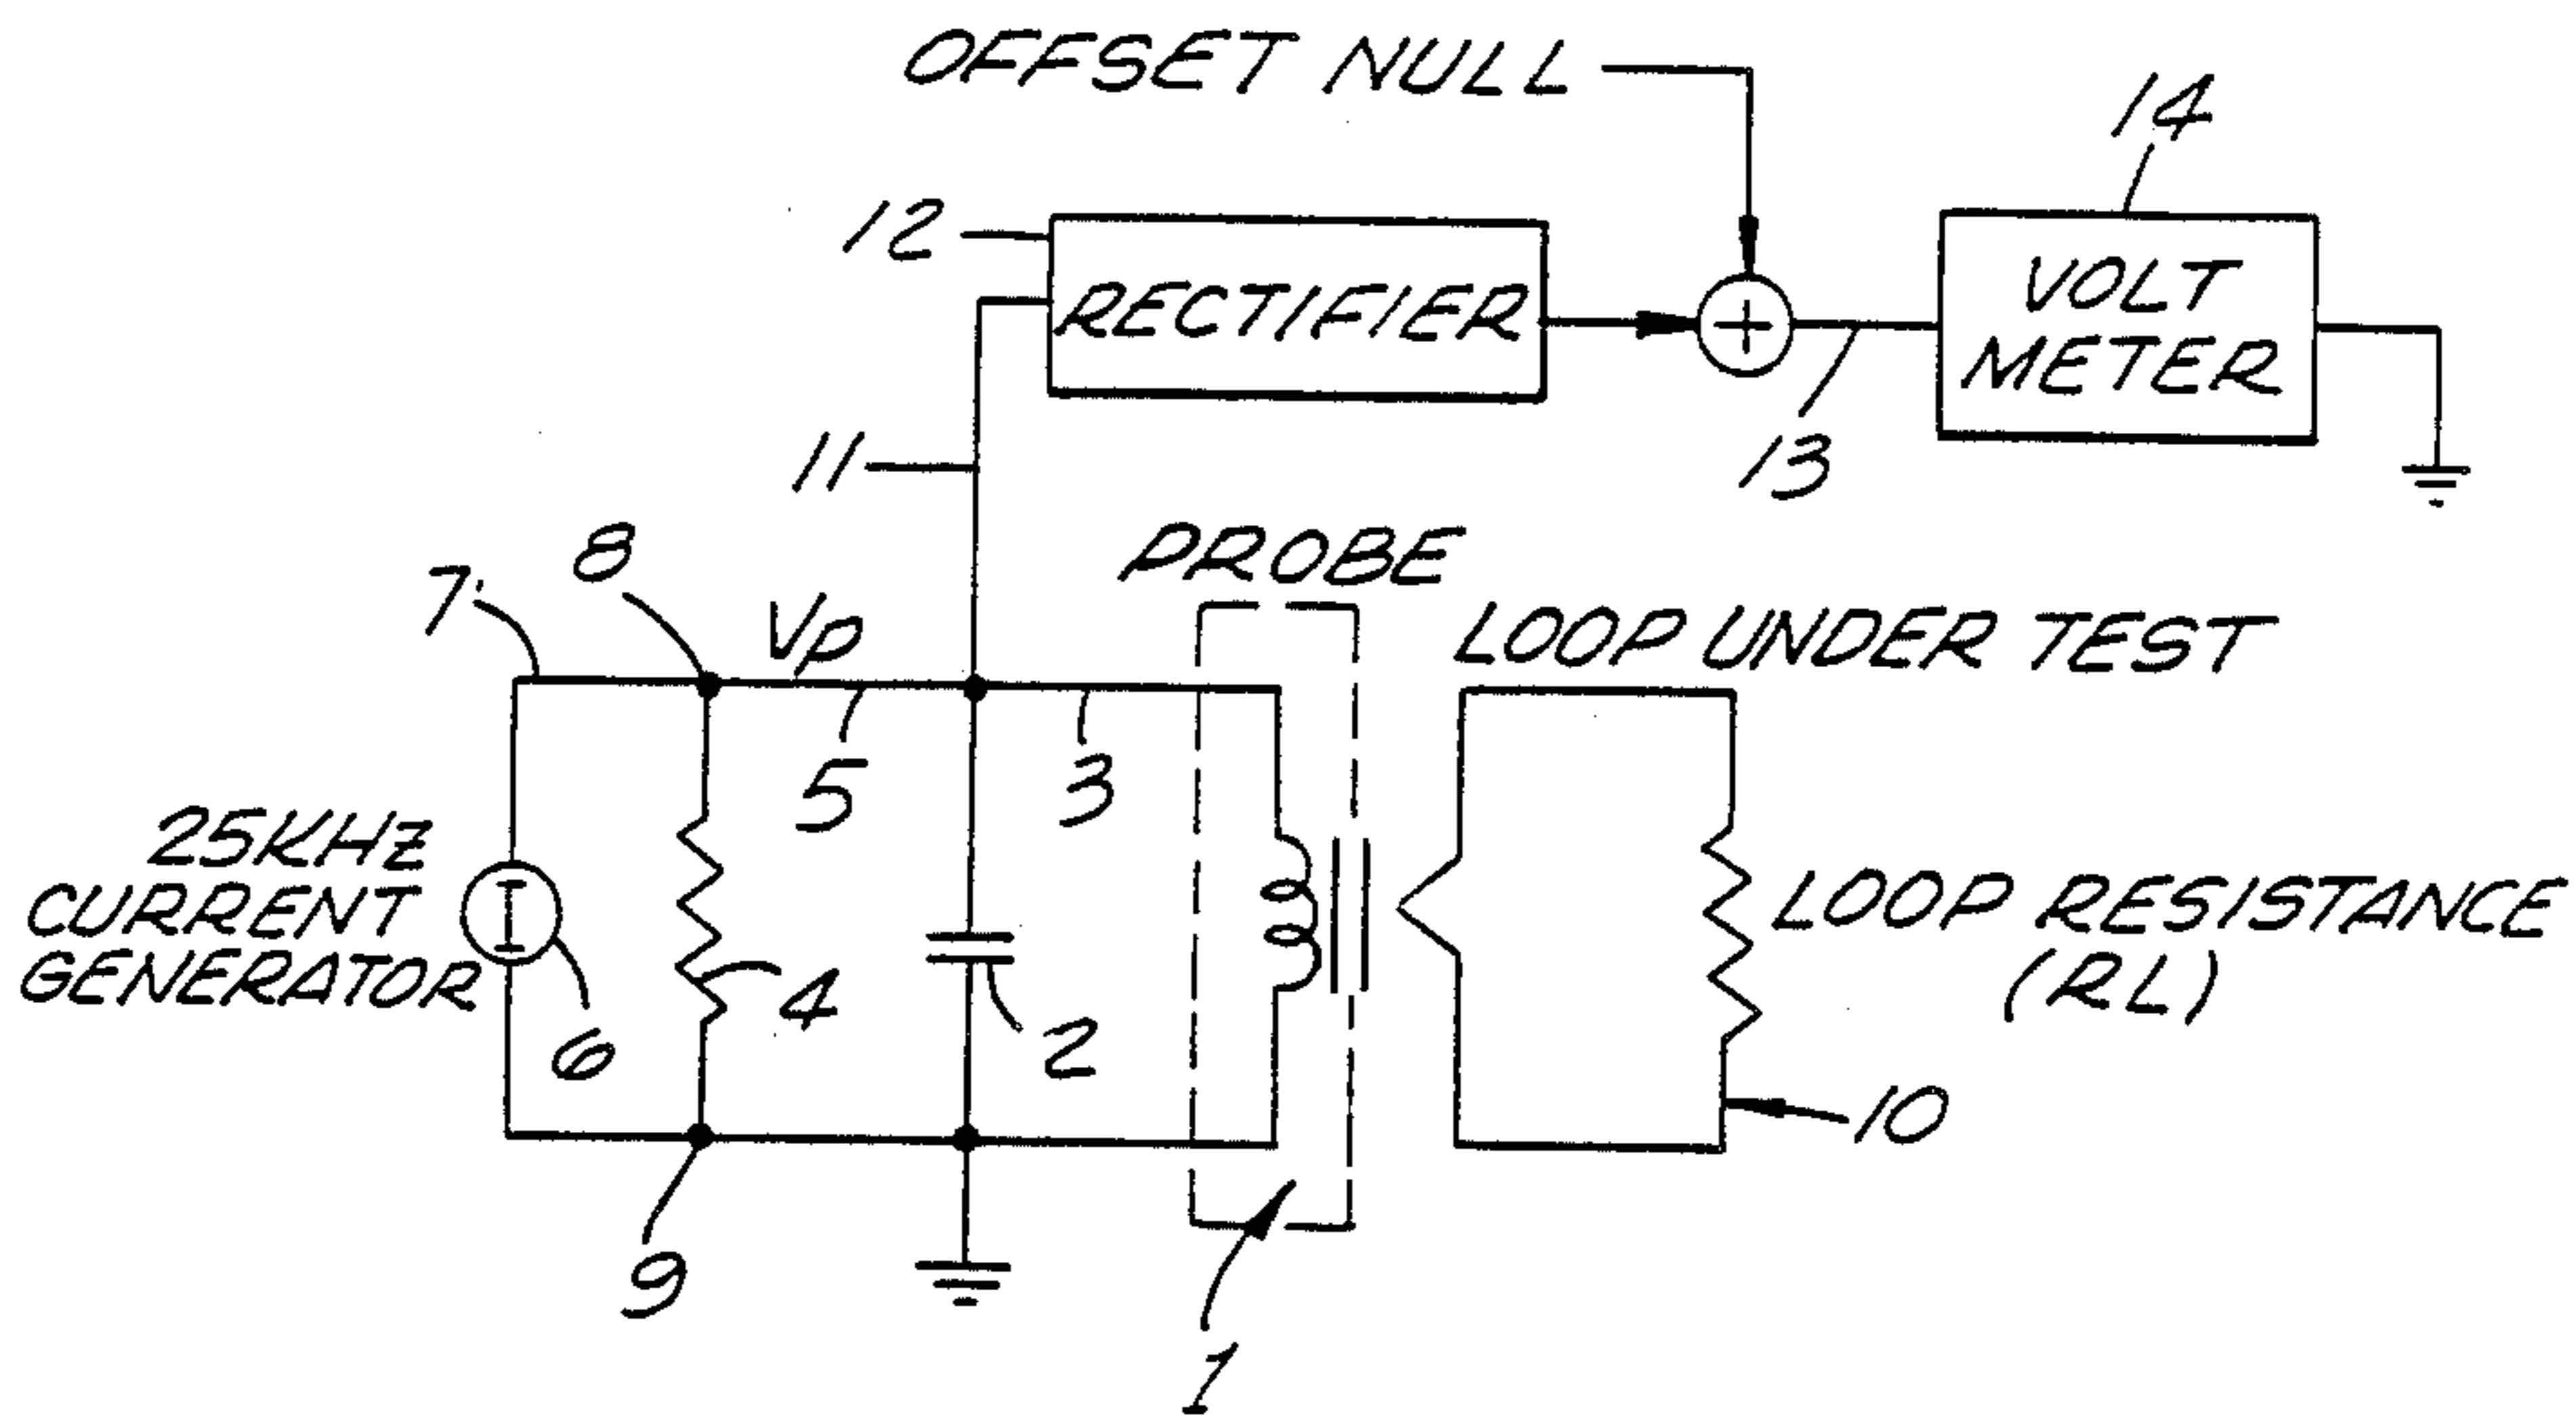 OFFSET NULL
14
12
RECTIFIER
+
VOLT
METER
11
13
PROBE
8
7
Vp
LOOP UNDER TEST
5
3
25KHz
CURRENT
GENERATOR
I
LOOP RESISTANCE
(RL)
4
2
6
10
9
1